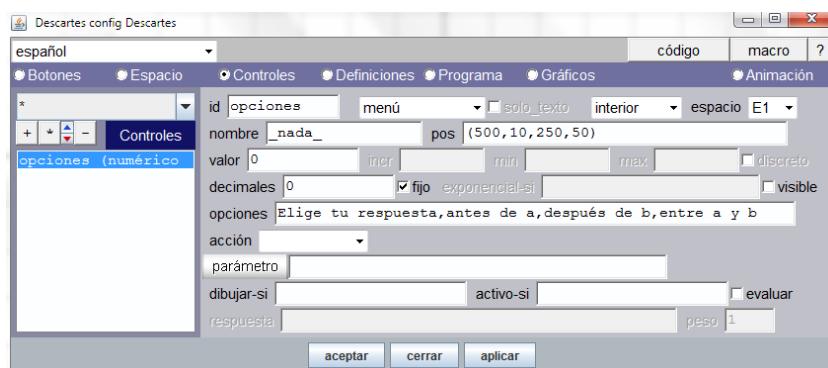 Descartes config Descartes
español código macro ?
Botones Espacio Controles Definiciones Programa Gráficos Animación
* id opciones menú solo_texto interior espacio E1
+ * - Controles nombre _nada_ pos (500,10,250,50)
opciones (numérico valor 0 incr min max discreto
decimales 0 fijo exponencial-si visible
opciones Elige tu respuesta,antes de a,después de b,entre a y b
acción
parámetro
dibujar-si activo-si evaluar
respuesta peso 1
aceptar cerrar aplicar